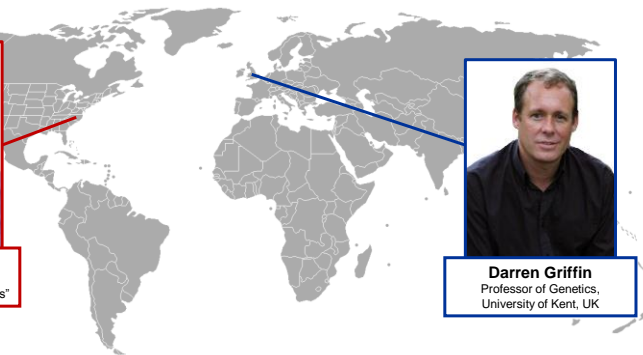 s”
Darren Griffin
Professor of Genetics,
University of Kent, UK